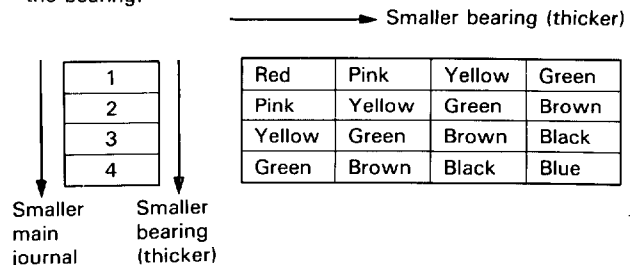 the bearing.
Smaller bearing (thicker)
1 Red Pink Yellow Green
2 Pink Yellow Green Brown
3 Yellow Green Brown Black
4 Green Brown Black Blue
Smaller Smaller
main bearing
journal (thicker)